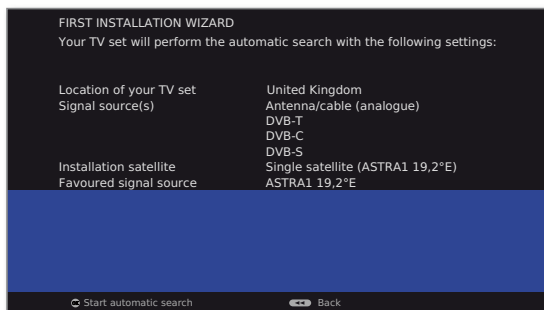 FIRST INSTALLATION WIZARD
Your TV set will perform the automatic search with the following settings:
Location of your TV set United Kingdom
Signal source(s) Antenna/cable (analogue)
DVB-T
DVB-C
DVB-S
Installation satellite Single satellite (ASTRA1 19,2°E)
Favoured signal source ASTRA1 19,2°E
Start automatic search Back